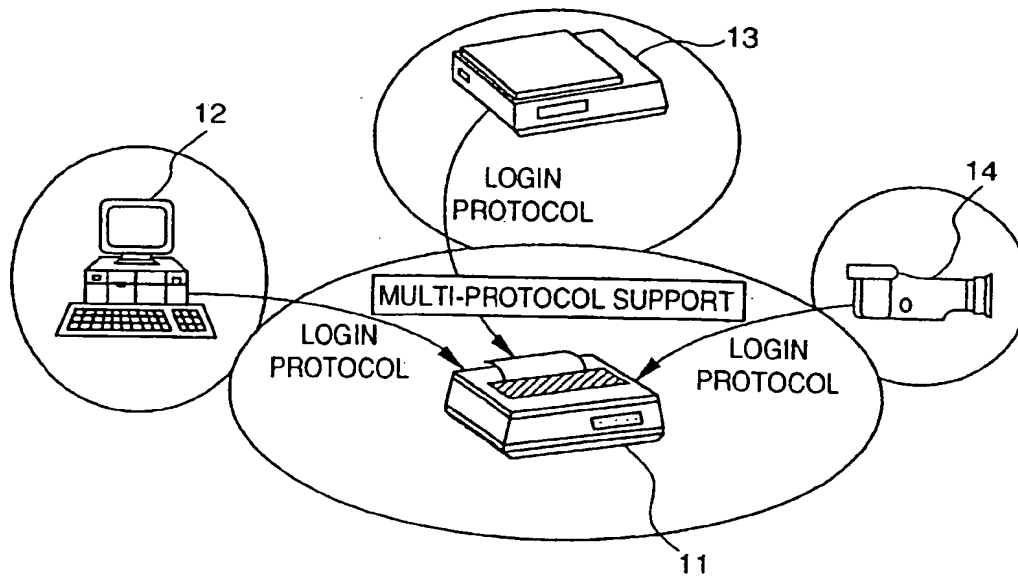 13
12
LOGIN
PROTOCOL
14
MULTI-PROTOCOL SUPPORT
LOGIN
PROTOCOL
LOGIN
PROTOCOL
11